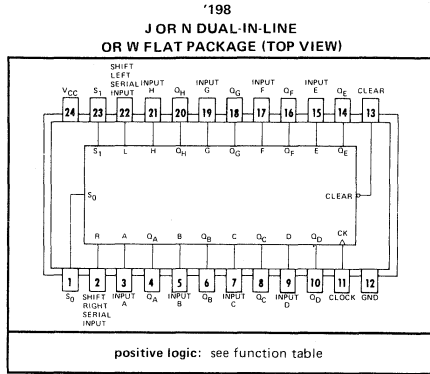 '198
J OR N DUAL-IN-LINE
OR W FLAT PACKAGE (TOP VIEW)
VCC S1 SHIFT LEFT SERIAL INPUT INPUT H QH INPUT G QG INPUT F QF INPUT E QE CLEAR
24 23 22 21 20 19 18 17 16 15 14 13
S1 L H QH G QG F QF E QE
S0 CLEAR
CK
R A QA B QB C QC D QD
1 2 3 4 5 6 7 8 9 10 11 12
S0 SHIFT RIGHT SERIAL INPUT INPUT A QA INPUT B QB INPUT C QC INPUT D QD CLOCK GND
positive logic: see function table